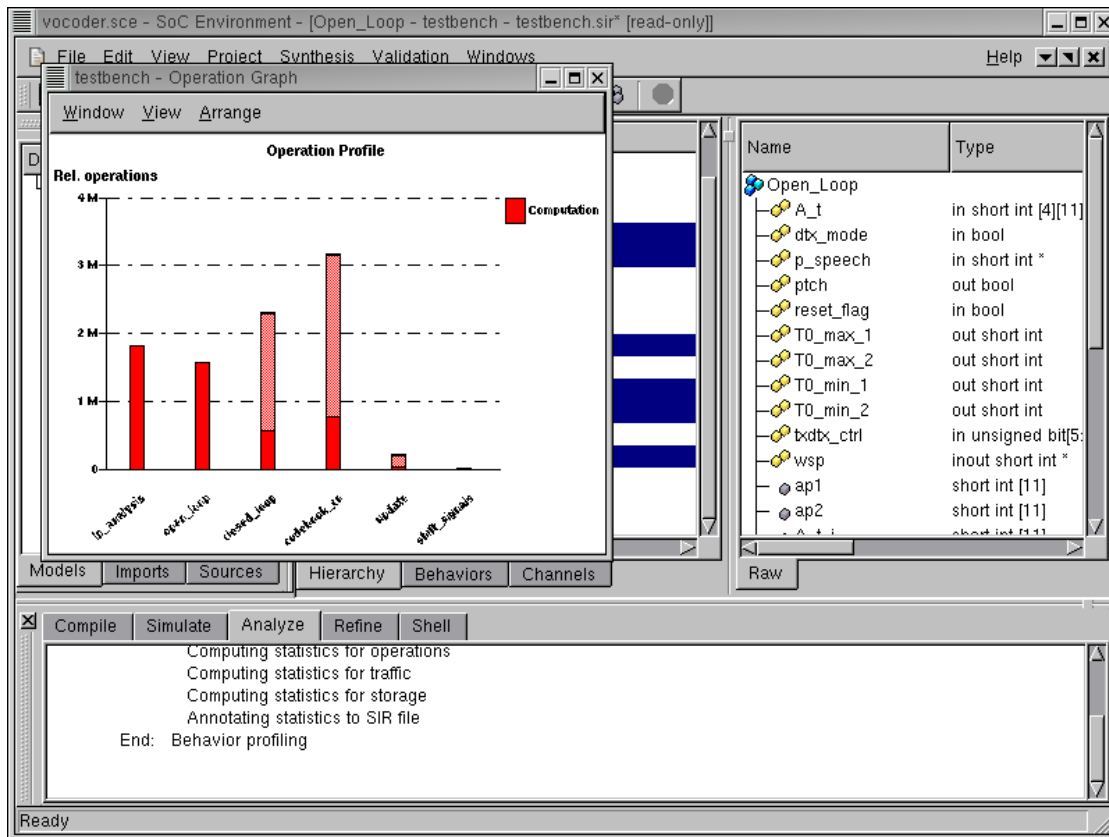 vocoder.sce - SoC Environment - [Open_Loop - testbench - testbench.sir* [read-only]]
File Edit View Project Synthesis Validation Windows Help
testbench - Operation Graph
Window View Arrange
Operation Profile
Rel. operations
4 M
3 M
2 M
1 M
0
Computation
lp_analysis
open_loop
closed_loop
codebook_cn
update
shift_signals
D
Name Type
Open_Loop
A_t in short int [4][11]
dtx_mode in bool
p_speech in short int *
ptch out bool
reset_flag in bool
T0_max_1 out short int
T0_max_2 out short int
T0_min_1 out short int
T0_min_2 out short int
txdtx_ctrl in unsigned bit[5:
wsp inout short int *
ap1 short int [11]
ap2 short int [11]
Models Imports Sources
Hierarchy Behaviors Channels
Raw
Compile Simulate Analyze Refine Shell
Computing statistics for operations
Computing statistics for traffic
Computing statistics for storage
Annotating statistics to SIR file
End: Behavior profiling
Ready